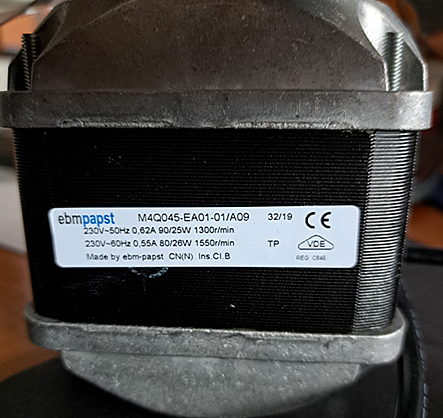 ebmpapst M4Q045-EA01-01/A09 32/19 CE
230V~50Hz 0,62A 90/25W 1300r/min
230V~60Hz 0,55A 80/26W 1550r/min TP VDE
Made by ebm-papst CN(N) Ins.Cl.B REG. C846